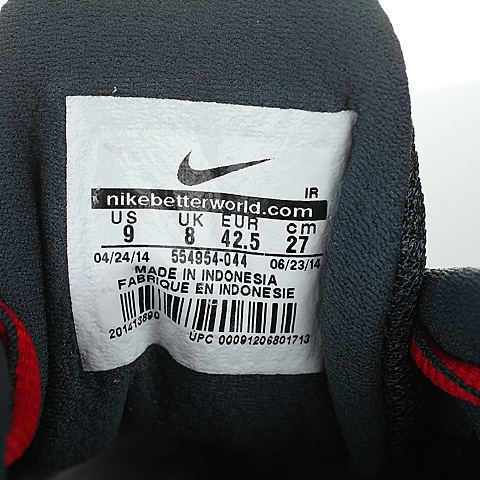 IR
nikebetterworld.com
US UK EUR cm
9 8 42.5 27
04/24/14 554954-044 06/23/14
MADE IN INDONESIA
FABRIQUE EN INDONESIE
201413890
UPC 00091206801713